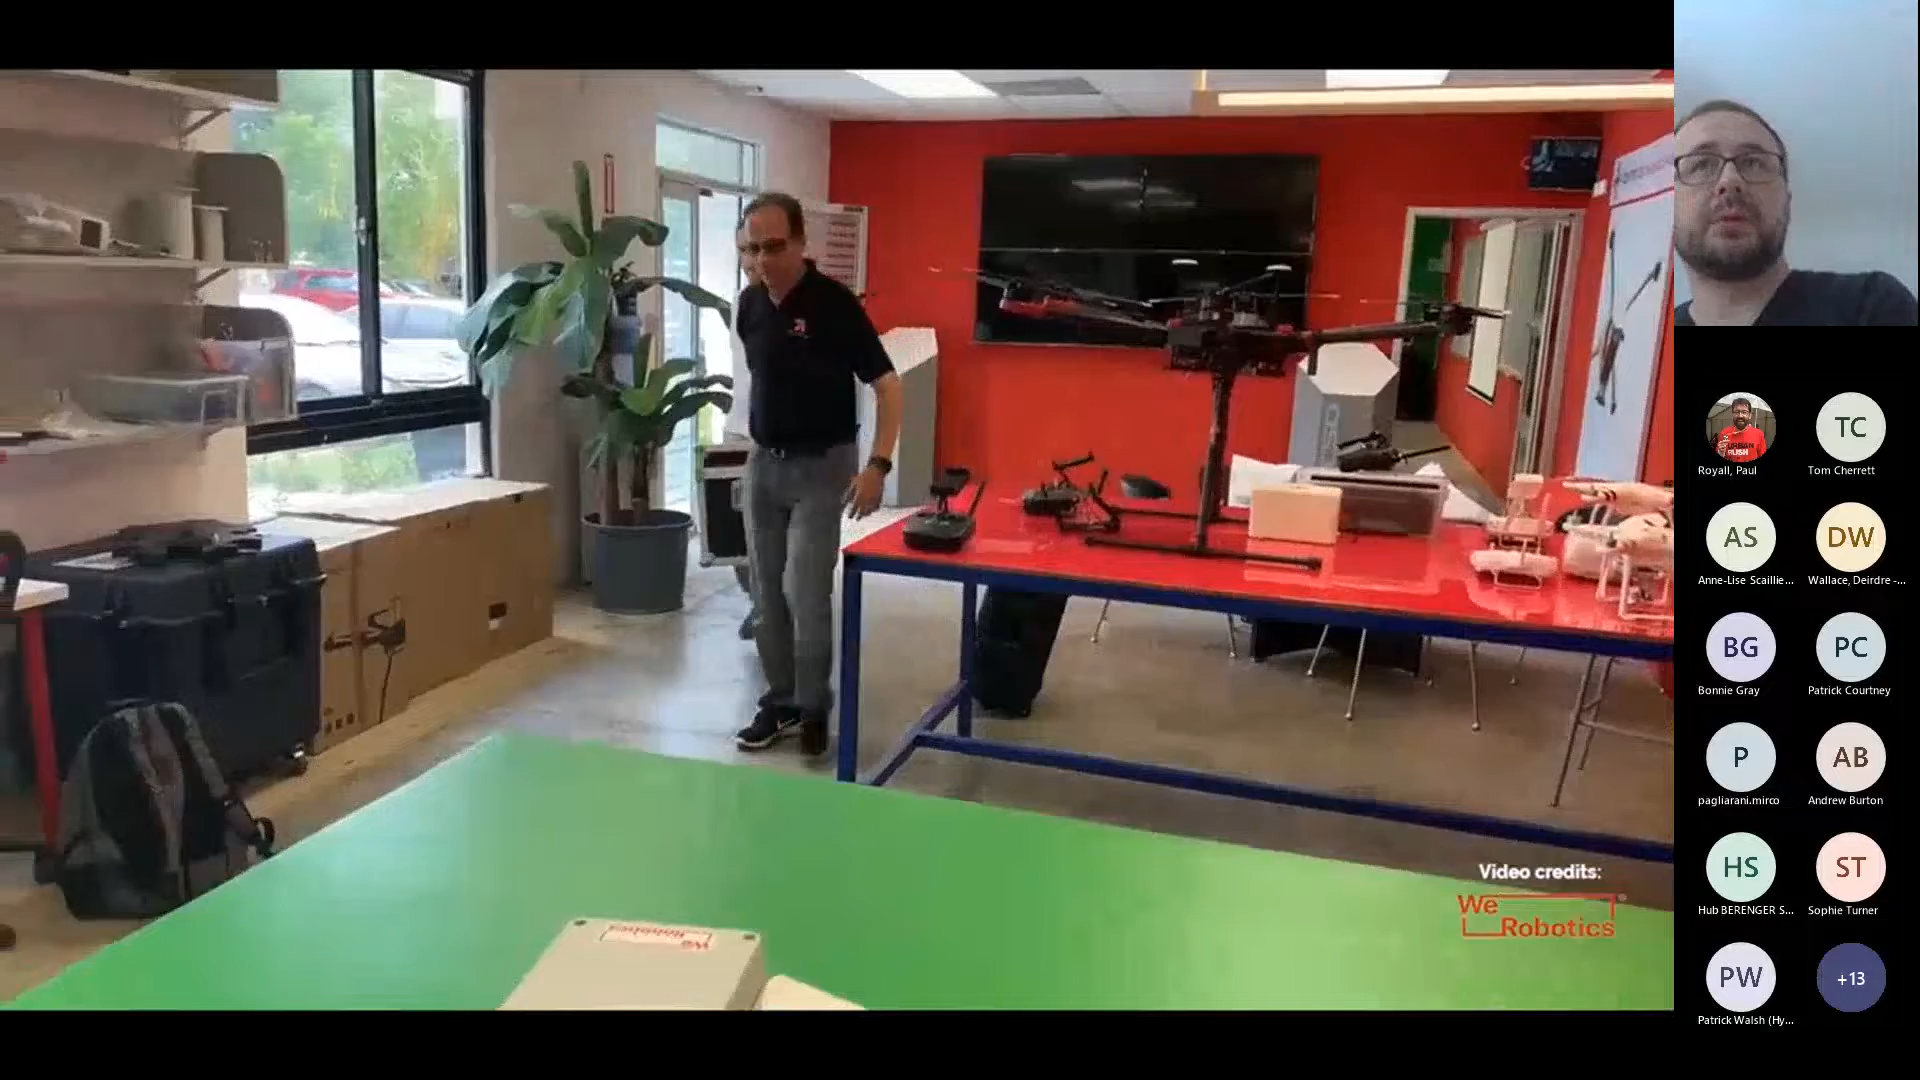 Video credits:
We
Robotics
URBAN
RUSH
Royall, Paul
TC
Tom Cherrett
AS
Anne-Lise Scaillie...
DW
Wallace, Deirdre -...
BG
Bonnie Gray
PC
Patrick Courtney
P
pagliarani.mirco
AB
Andrew Burton
HS
Hub BERENGER S...
ST
Sophie Turner
PW
Patrick Walsh (Hy...
+13